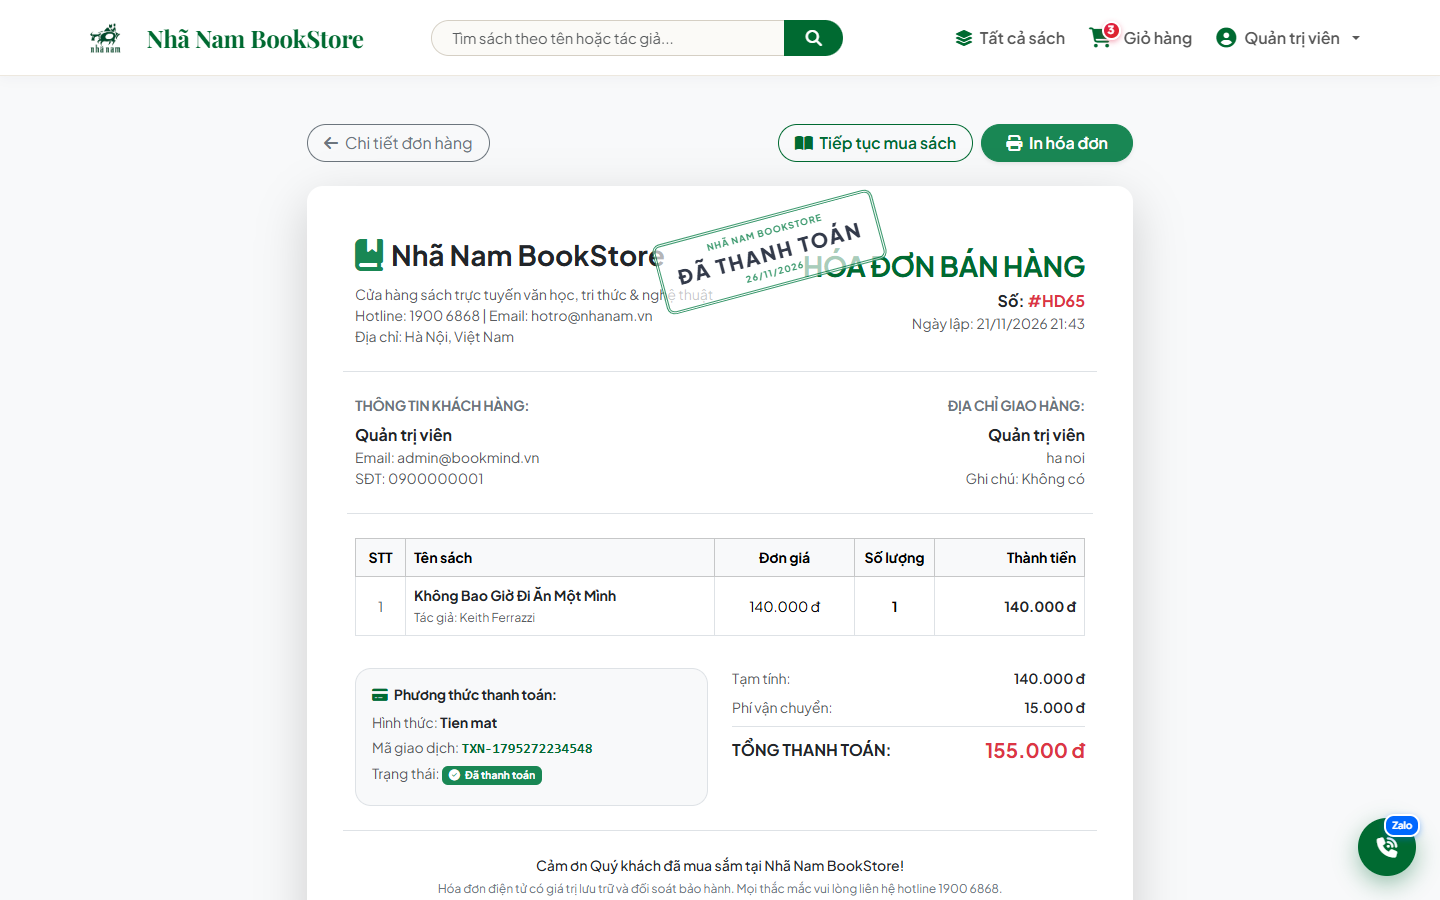 nhã nam
Nhã Nam BookStore
Tìm sách theo tên hoặc tác giả...
Tất cả sách
3
Giỏ hàng
Quản trị viên
Chi tiết đơn hàng
Tiếp tục mua sách
In hóa đơn
Nhã Nam BookStore
Cửa hàng sách trực tuyến văn học, tri thức & nghệ thuật
Hotline: 1900 6868 | Email: hotro@nhanam.vn
Địa chỉ: Hà Nội, Việt Nam
NHÃ NAM BOOKSTORE
ĐÃ THANH TOÁN
26/11/2026
HÓA ĐƠN BÁN HÀNG
Số: #HD65
Ngày lập: 21/11/2026 21:43
THÔNG TIN KHÁCH HÀNG:
Quản trị viên
Email: admin@bookmind.vn
SĐT: 0900000001
ĐỊA CHỈ GIAO HÀNG:
Quản trị viên
ha noi
Ghi chú: Không có
STT Tên sách Đơn giá Số lượng Thành tiền
1 Không Bao Giờ Đi Ăn Một Mình 140.000 đ 1 140.000 đ
Tác giả: Keith Ferrazzi
Phương thức thanh toán:
Hình thức: Tien mat
Mã giao dịch: TXN-1795272234548
Trạng thái: Đã thanh toán
Tạm tính: 140.000 đ
Phí vận chuyển: 15.000 đ
TỔNG THANH TOÁN: 155.000 đ
Cảm ơn Quý khách đã mua sắm tại Nhã Nam BookStore!
Hóa đơn điện tử có giá trị lưu trữ và đối soát bảo hành. Mọi thắc mắc vui lòng liên hệ hotline 1900 6868.
Zalo